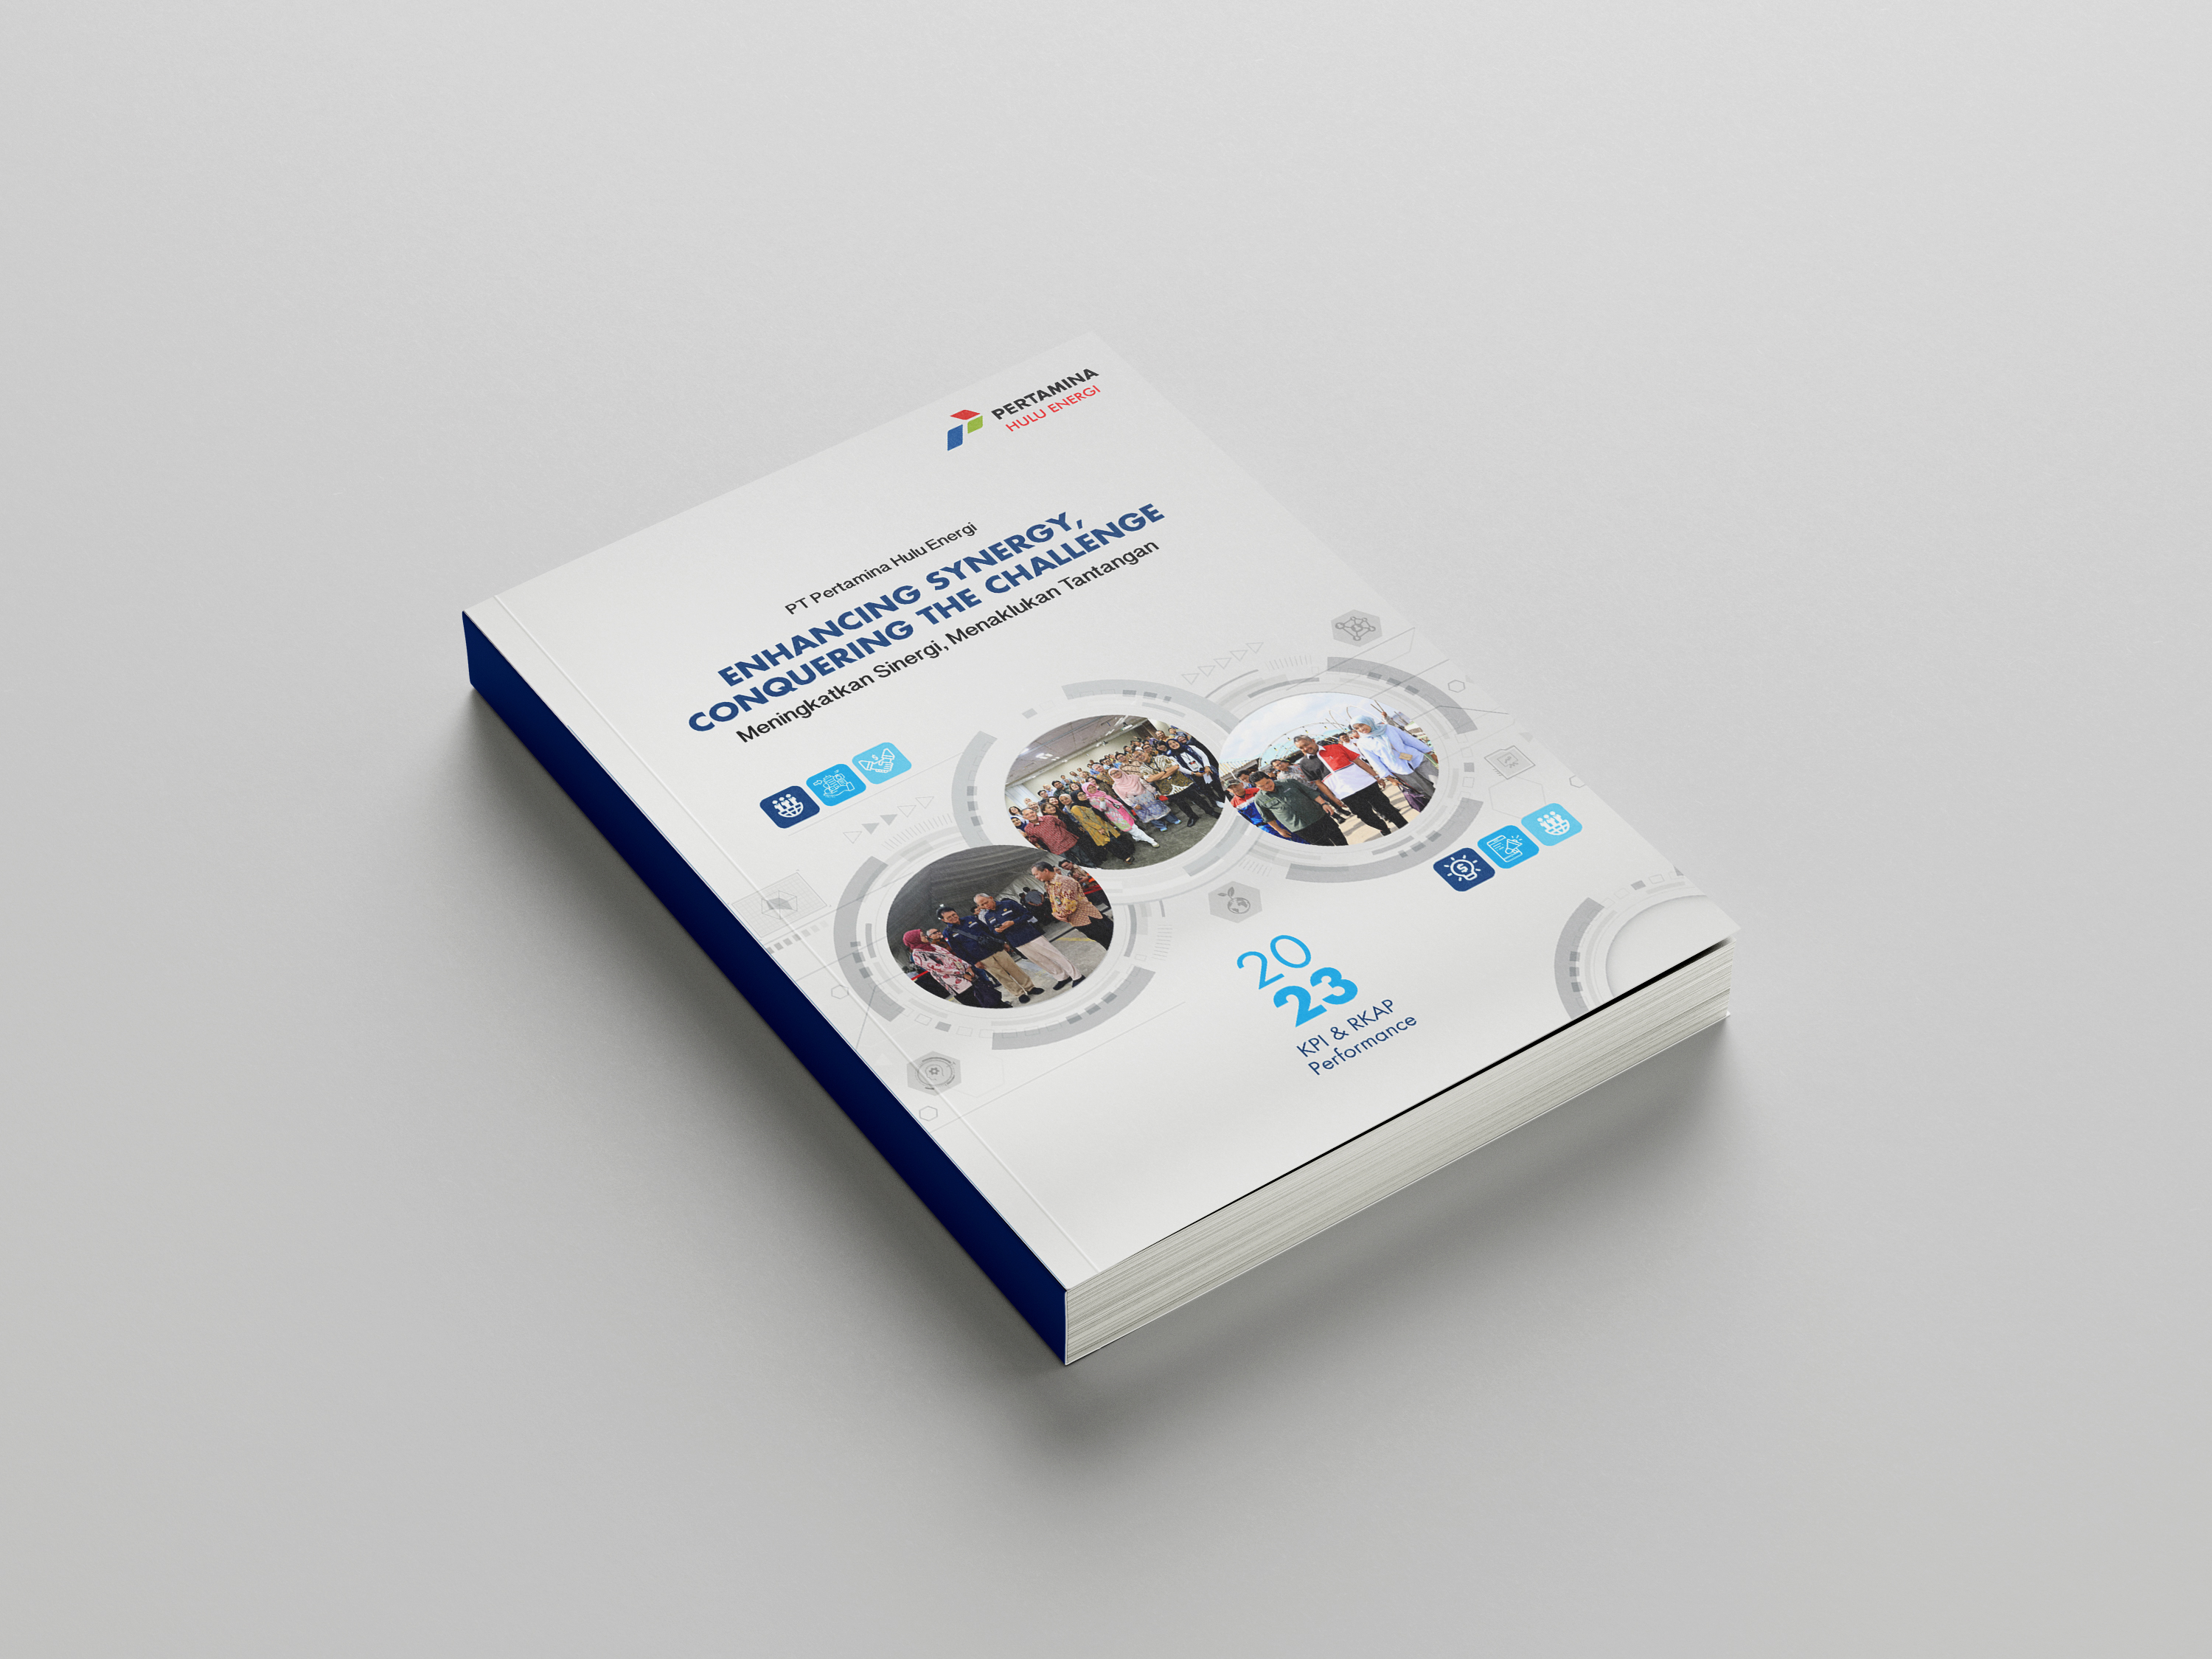 PERTAMINA
HULU ENERGI
PT Pertamina Hulu Energi
ENHANCING SYNERGY,
CONQUERING THE CHALLENGE
Meningkatkan Sinergi, Menaklukan Tantangan
20
23
KPI & RKAP
Performance